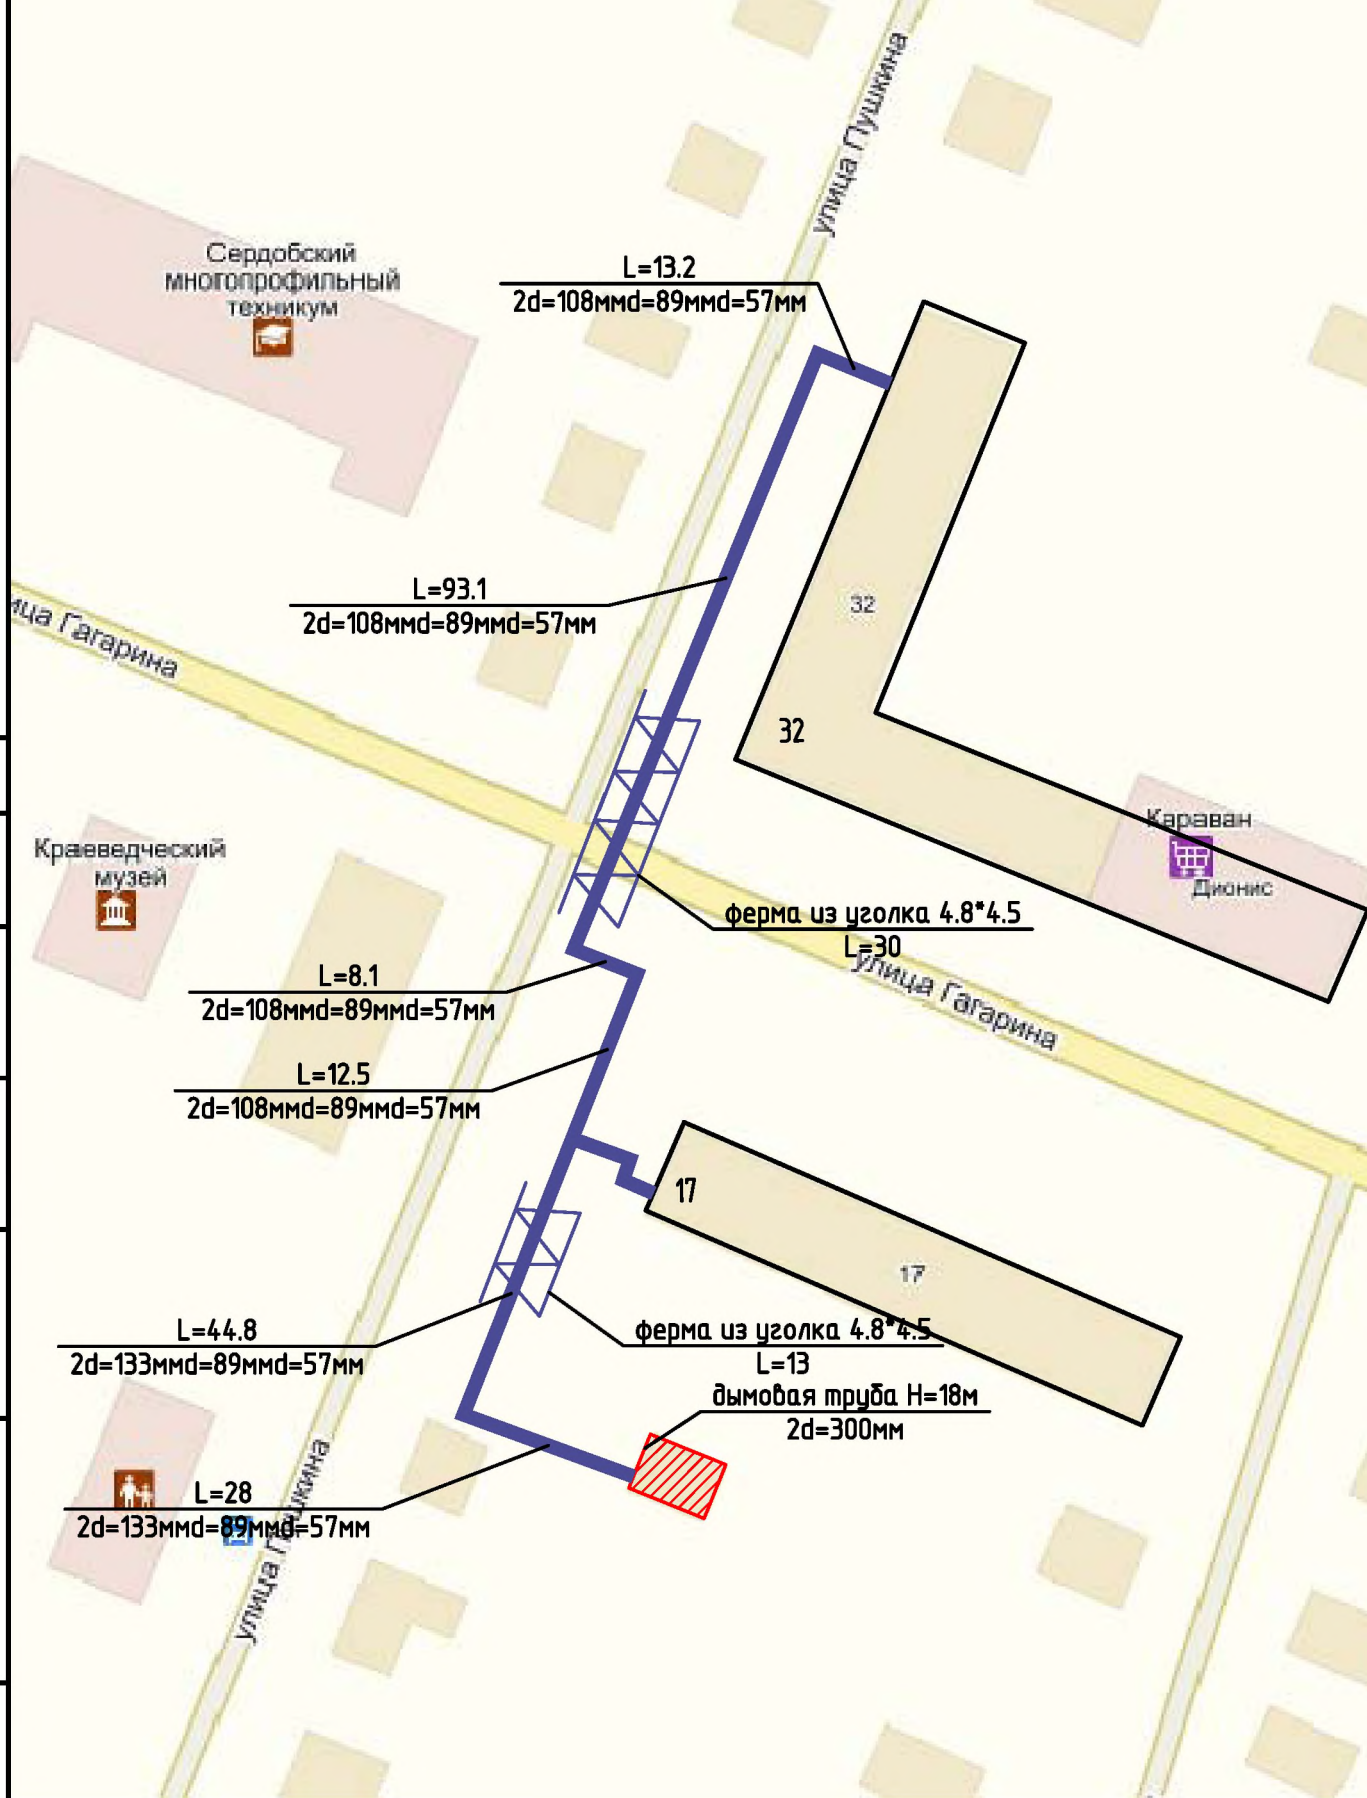 улица Пушкина
Сердобский
многопрофильный
техникум
L=13.2
2d=108ммd=89ммd=57мм
L=93.1
2d=108ммd=89ммd=57мм
32
ица Гагарина
32
Караван
Дионис
Краеведческий
музей
ферма из уголка 4.8*4.5
L=30
улица Гагарина
L=8.1
2d=108ммd=89ммd=57мм
L=12.5
2d=108ммd=89ммd=57мм
17
17
L=44.8
2d=133ммd=89ммd=57мм
ферма из уголка 4.8*4.5
L=13
дымовая труба H=18м
2d=300мм
L=28
2d=133ммd=89ммd=57мм
улица Пушкина